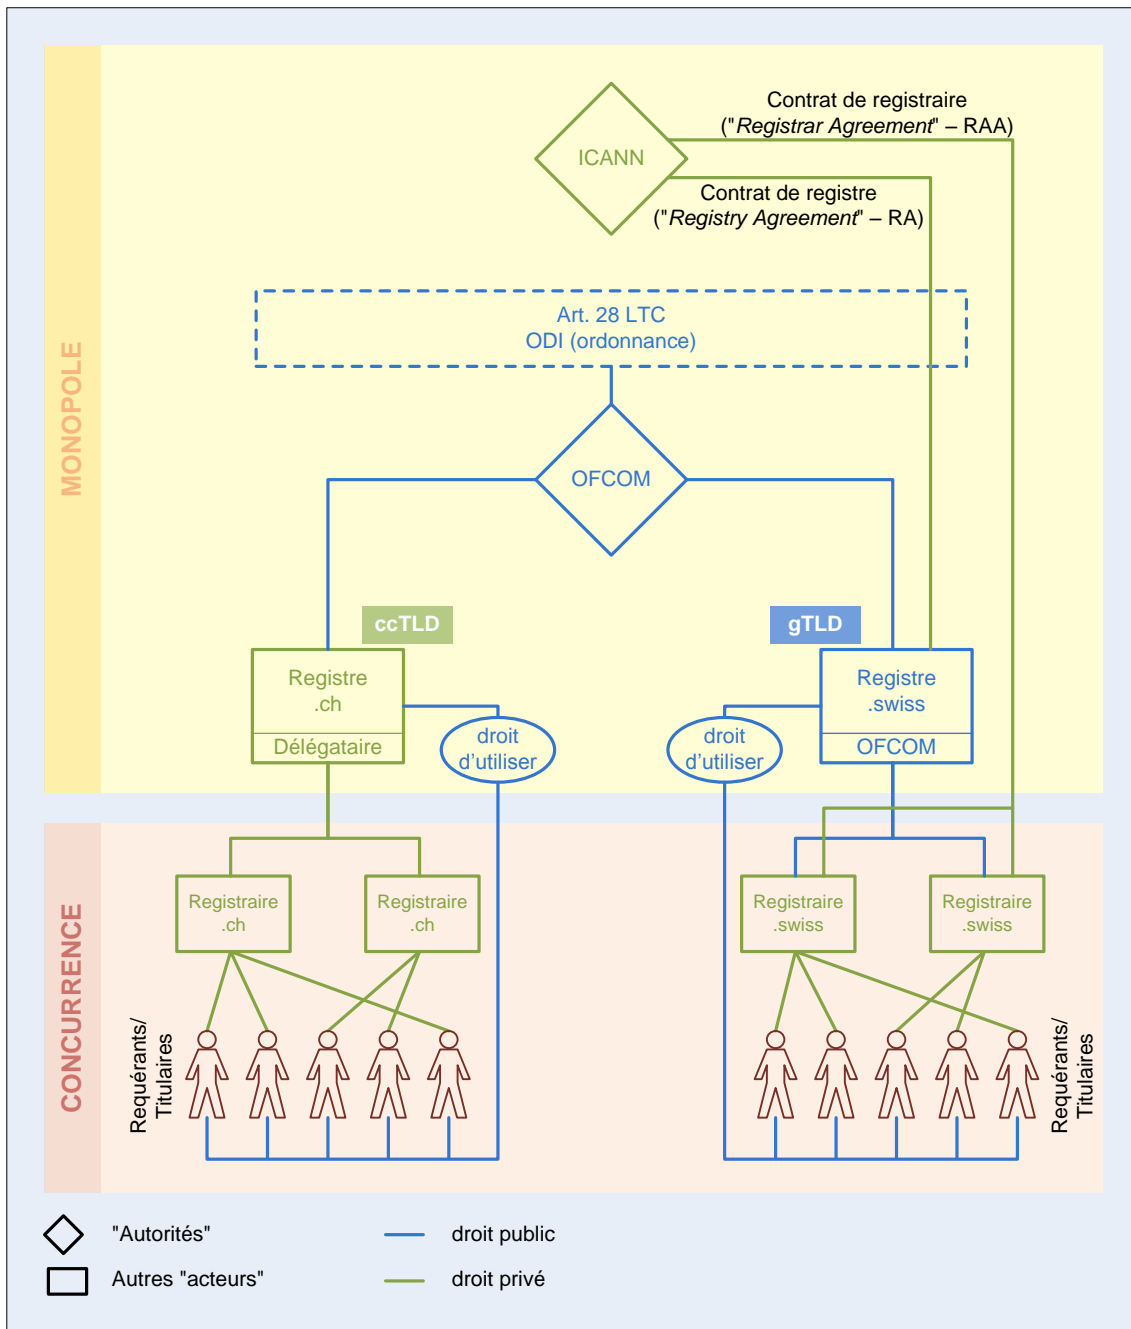 Contrat de registraire
("Registrar Agreement" – RAA)
ICANN
Contrat de registre
("Registry Agreement" – RA)
Art. 28 LTC
ODI (ordonnance)
MONOPOLE
OFCOM
ccTLD
gTLD
Registre
.ch
Délégataire
droit
d’utiliser
droit
d’utiliser
Registre
.swiss
OFCOM
CONCURRENCE
Registraire
.ch
Registraire
.ch
Registraire
.swiss
Registraire
.swiss
Requérants/
Titulaires
Requérants/
Titulaires
"Autorités"
droit public
Autres "acteurs"
droit privé